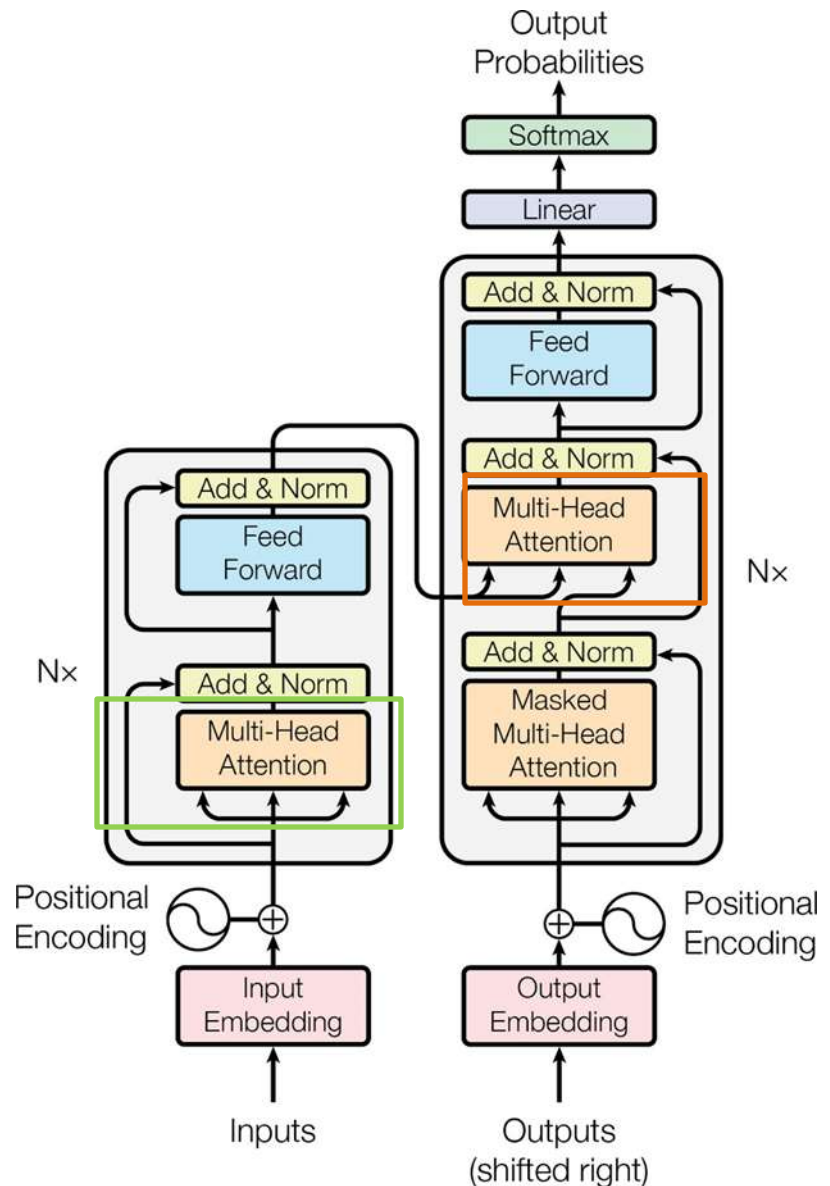 Output
Probabilities
Softmax
Linear
Add & Norm
Feed
Forward
Add & Norm
Multi-Head
Attention
Nx
Add & Norm
Masked
Multi-Head
Attention
Add & Norm
Feed
Forward
Nx
Add & Norm
Multi-Head
Attention
Positional
Encoding
Positional
Encoding
Input
Embedding
Output
Embedding
Inputs
Outputs
(shifted right)